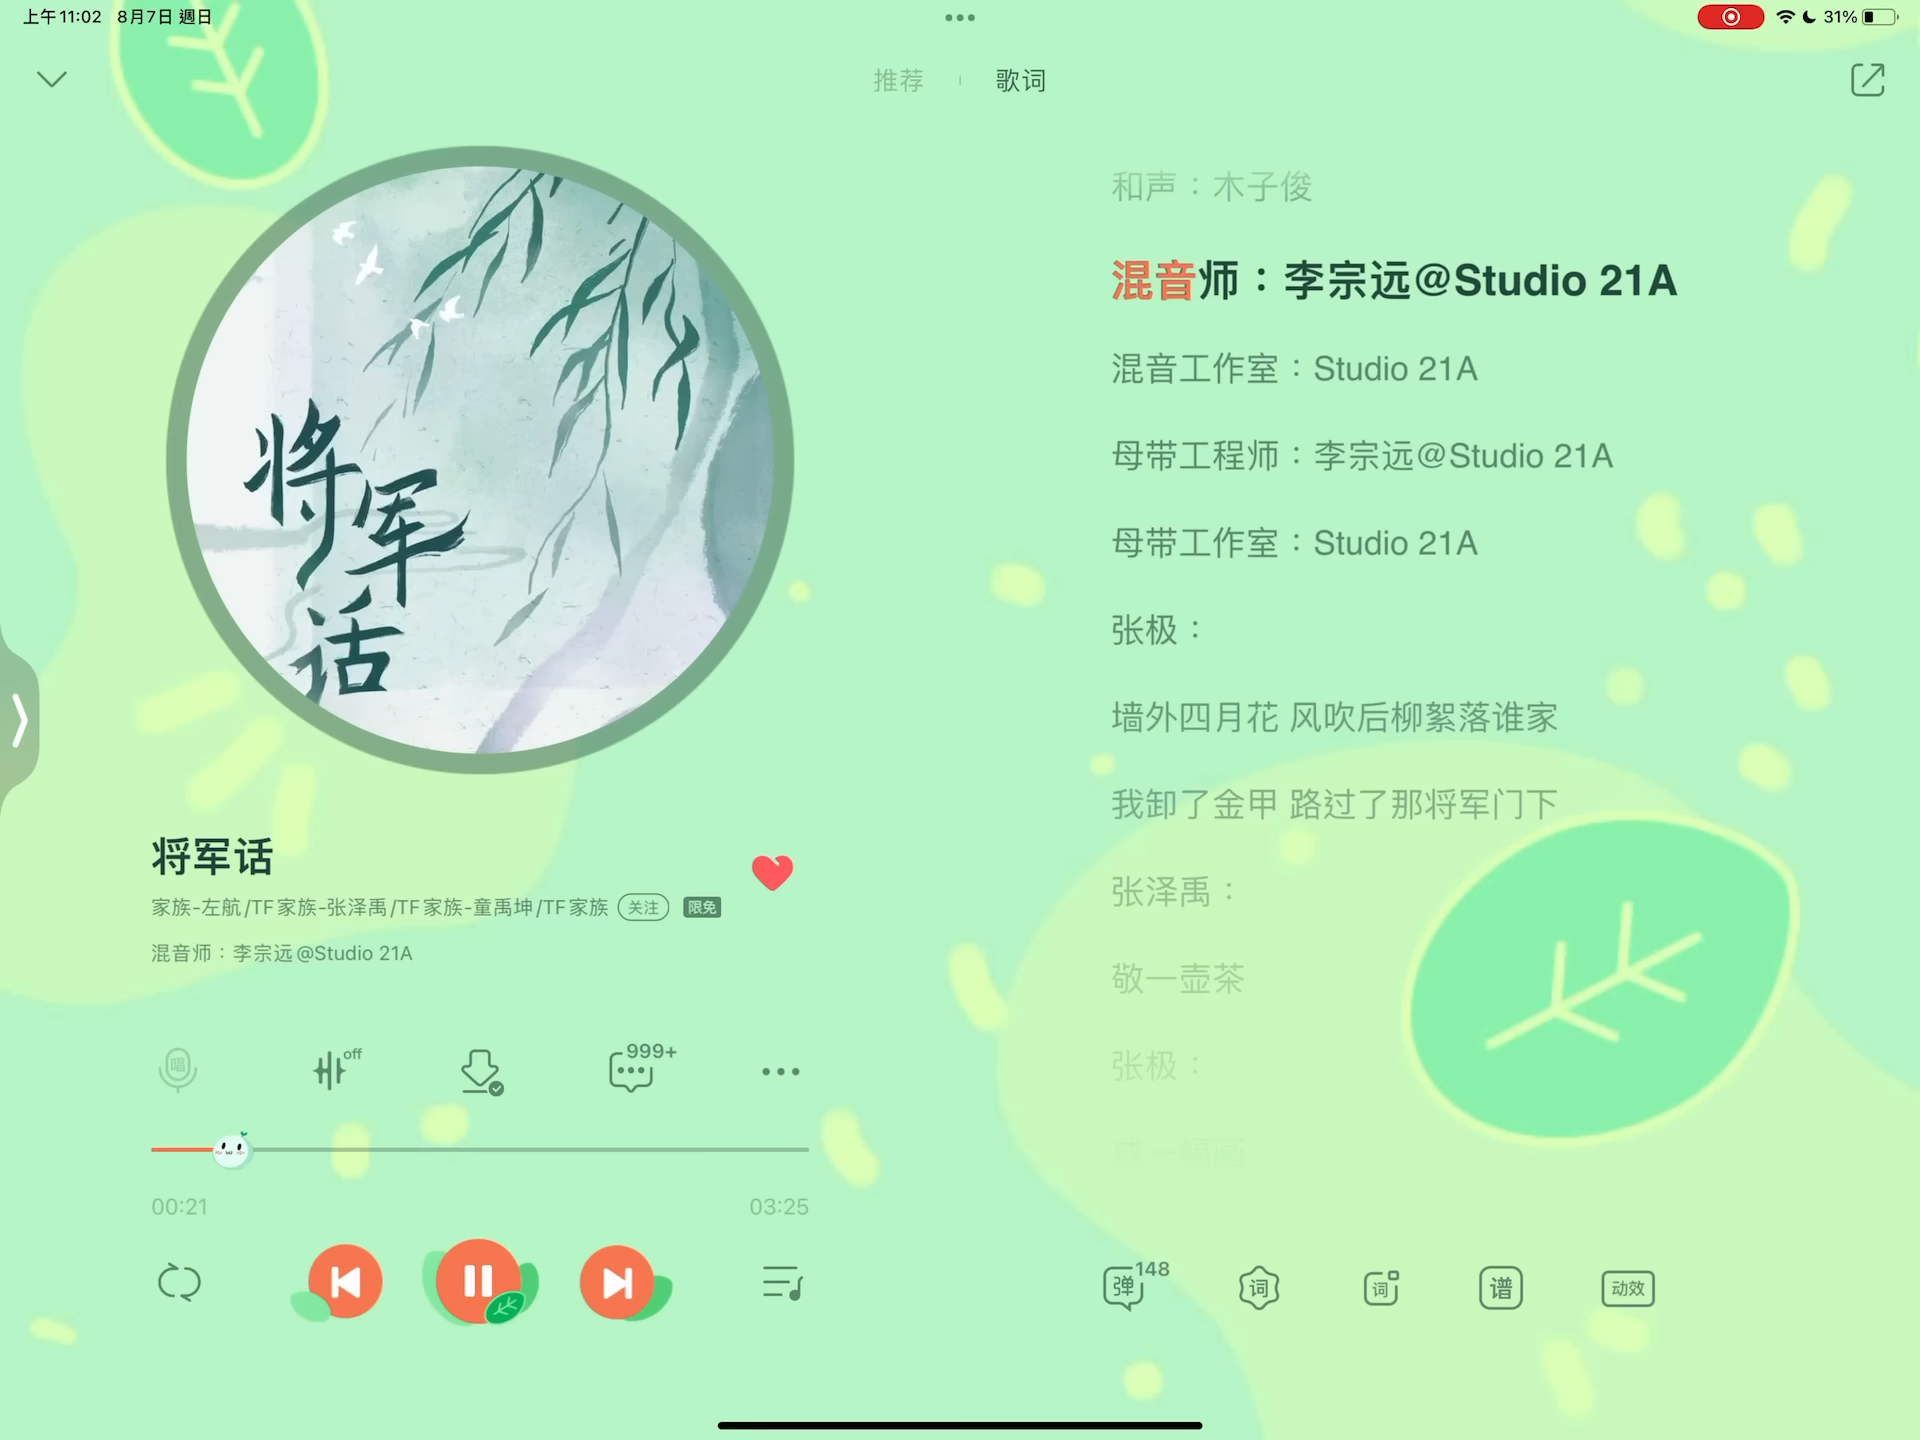 上午11:02 8月7日 週日
31%
推荐
歌词
将军话
将军话
家族-左航/TF家族-张泽禹/TF家族-童禹坤/TF家族
关注
限免
混音师：李宗远@Studio 21A
唱
off
999+
00:21
03:25
和声：木子俊
混音师：李宗远@Studio 21A
混音工作室：Studio 21A
母带工程师：李宗远@Studio 21A
母带工作室：Studio 21A
张极：
墙外四月花 风吹后柳絮落谁家
我卸了金甲 路过了那将军门下
张泽禹：
敬一壶茶
张极：
成一幅画
弹 148
词
词
谱
动效